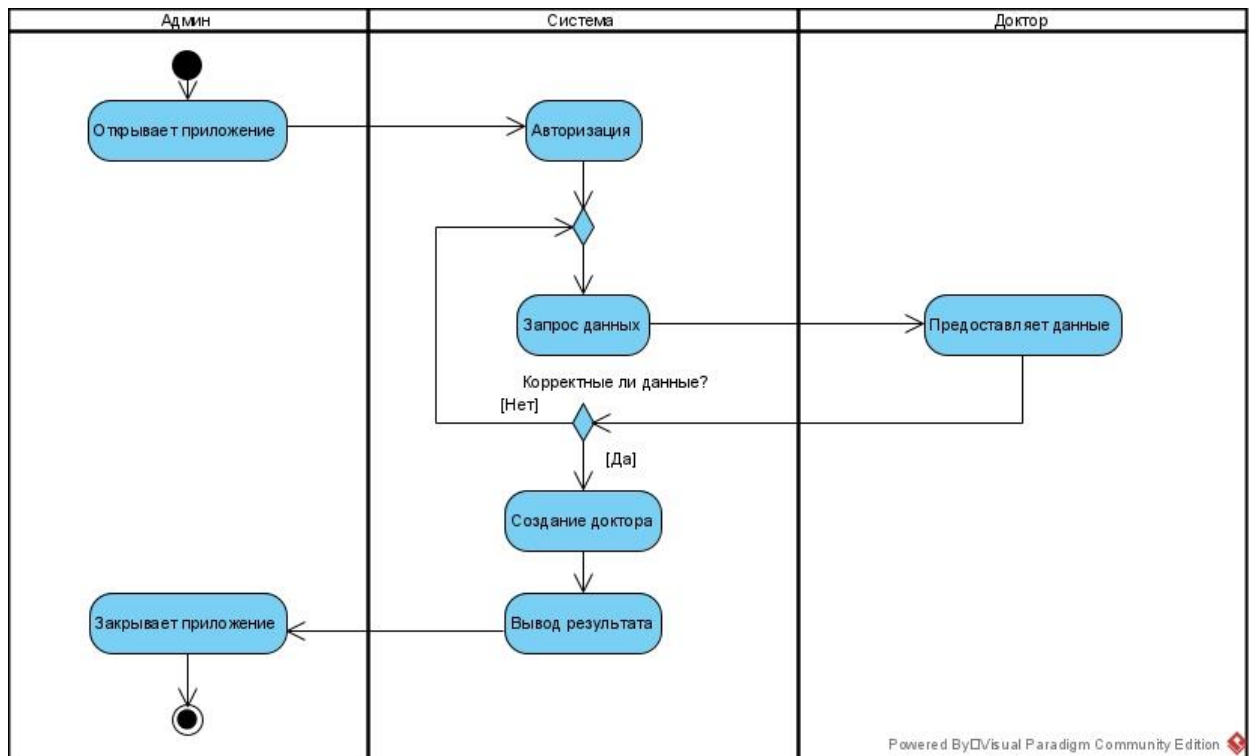 Админ
Система
Доктор
Открывает приложение
Авторизация
Запрос данных
Предоставляет данные
Корректные ли данные?
[Нет]
[Да]
Создание доктора
Закрывает приложение
Вывод результата
Powered By□Visual Paradigm Community Edition